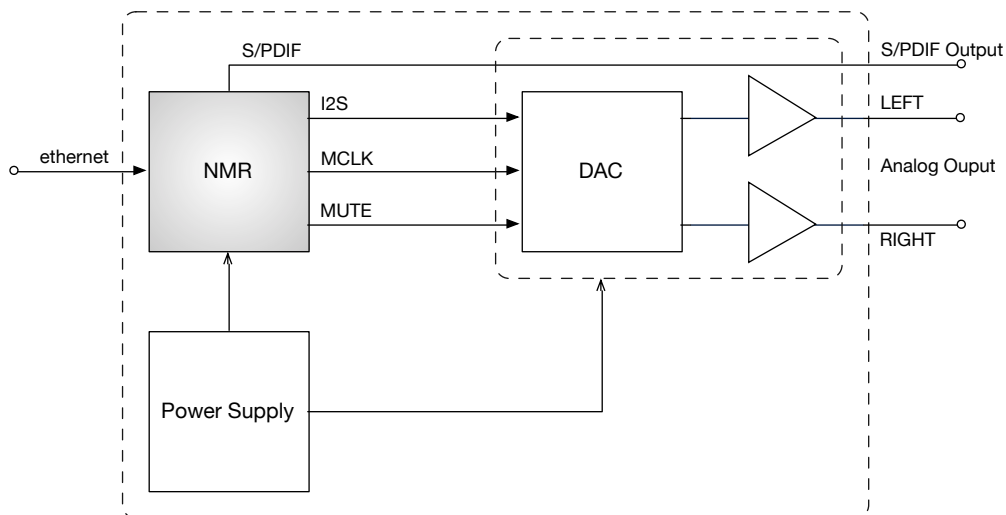 S/PDIF
S/PDIF Output
I2S
LEFT
ethernet
NMR
MCLK
DAC
Analog Ouput
MUTE
RIGHT
Power Supply